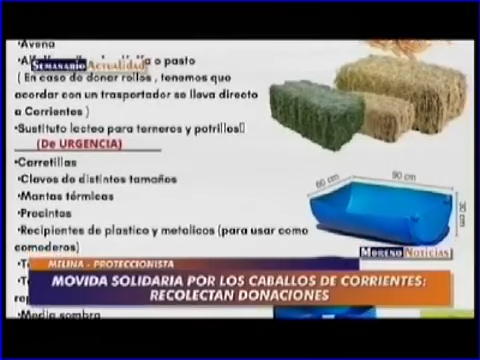 •Avena
SEMANARIO Actualidad
o pasto
( En caso de donar rollos , tenemos que
acordar con un trasportador se lleva directo
a Corrientes )
•Sustituto lacteo para terneros y potrillos
(De URGENCIA)
•Carretillas
•Clavos de distintos tamaños
•Mantas térmicas
•Precintos
•Recipientes de plastico y metalicos (para usar como
comederos)
60 cm
90 cm
30 cm
MORENO NOTICIAS
MELINA - PROTECCIONISTA
MOVIDA SOLIDARIA POR LOS CABALLOS DE CORRIENTES:
RECOLECTAN DONACIONES
•Media sombra